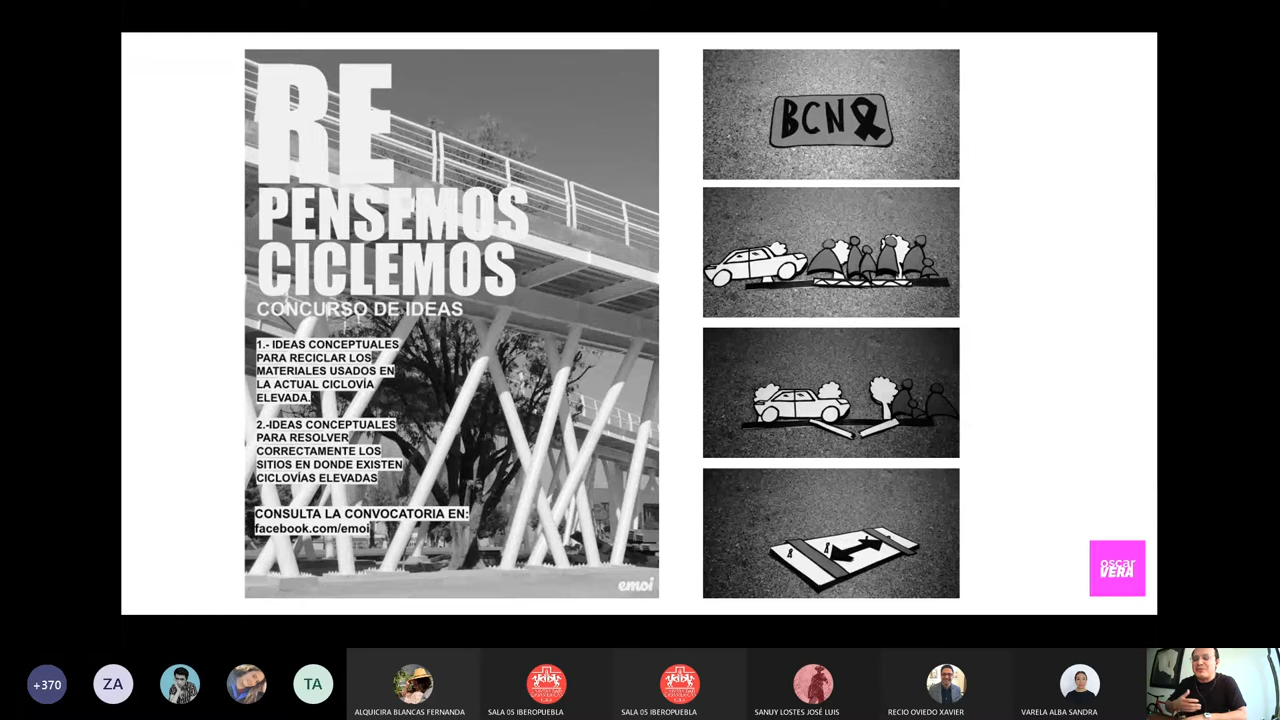 RE
PENSEMOS
CICLEMOS
CONCURSO DE IDEAS
1.- IDEAS CONCEPTUALES
PARA RECICLAR LOS
MATERIALES USADOS EN
LA ACTUAL CICLOVÍA
ELEVADA.
2.-IDEAS CONCEPTUALES
PARA RESOLVER
CORRECTAMENTE LOS
SITIOS EN DONDE EXISTEN
CICLOVÍAS ELEVADAS
CONSULTA LA CONVOCATORIA EN:
facebook.com/emoi
emoi
BCN
oscar
VERA
+370
ZA
TA
ALQUICIRA BLANCAS FERNANDA
SALA 05 IBEROPUEBLA
SALA 05 IBEROPUEBLA
SANUY LOSTES JOSÉ LUIS
RECIO OVIEDO XAVIER
VARELA ALBA SANDRA